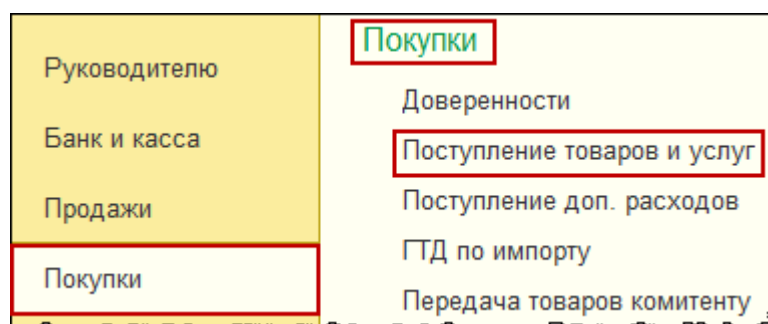 Руководителю
Банк и касса
Продажи
Покупки
Покупки
Доверенности
Поступление товаров и услуг
Поступление доп. расходов
ГТД по импорту
Передача товаров комитенту